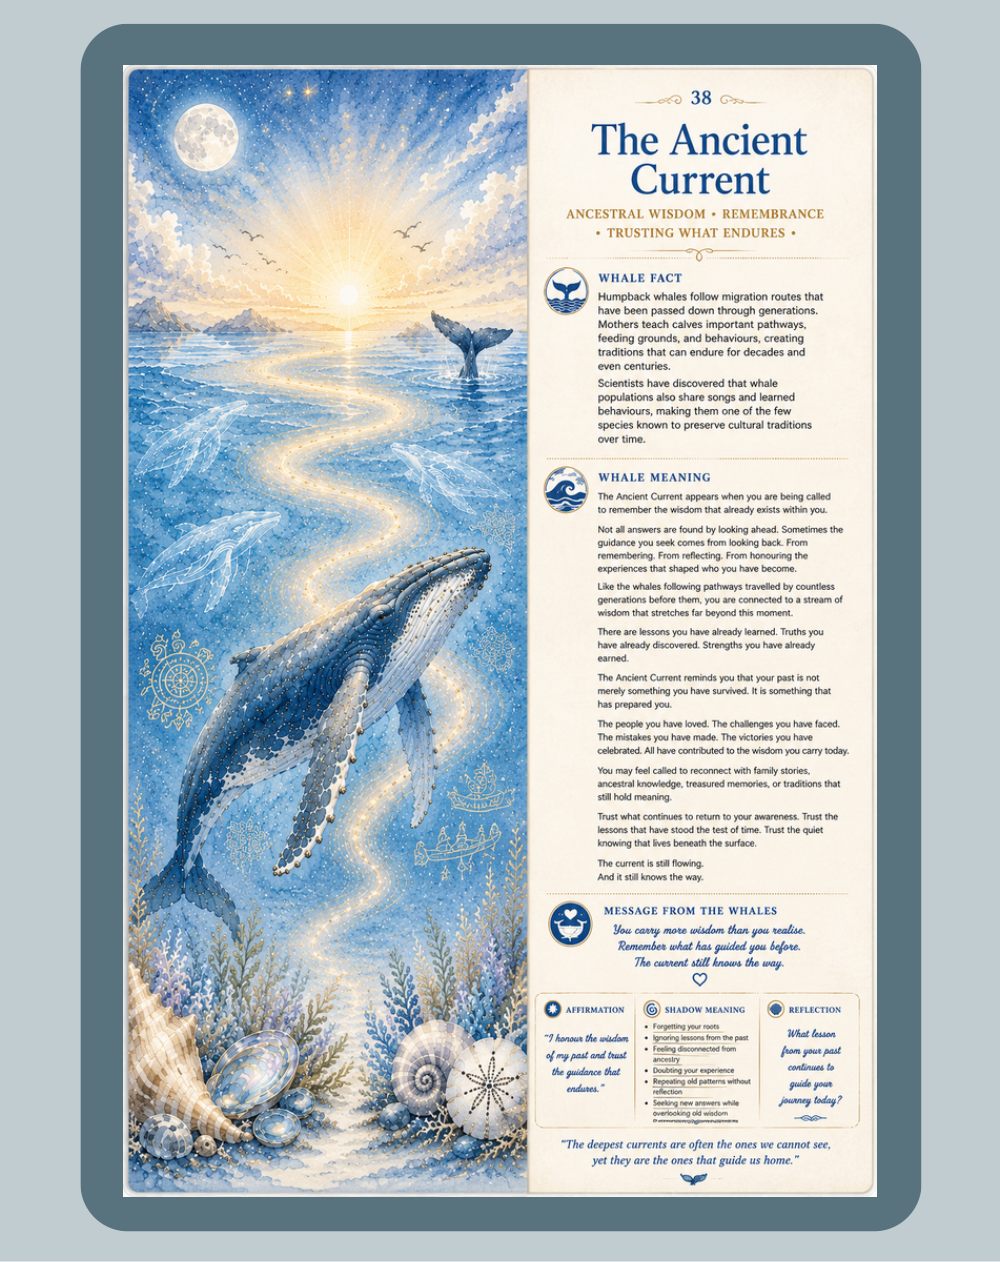 38
The Ancient
Current
ANCESTRAL WISDOM • REMEMBRANCE
• TRUSTING WHAT ENDURES •
WHALE FACT
Humpback whales follow migration routes that
have been passed down through generations.
Mothers teach calves important pathways,
feeding grounds, and behaviours, creating
traditions that can endure for decades and
even centuries.
Scientists have discovered that whale
populations also share songs and learned
behaviours, making them one of the few
species known to preserve cultural traditions
over time.
WHALE MEANING
The Ancient Current appears when you are being called
to remember the wisdom that already exists within you.
Not all answers are found by looking ahead. Sometimes the
guidance you seek comes from looking back. From
remembering. From reflecting. From honouring the
experiences that shaped who you have become.
Like the whales following pathways travelled by countless
generations before them, you are connected to a stream of
wisdom that stretches far beyond this moment.
There are lessons you have already learned. Truths you
have already discovered. Strengths you have already
earned.
The Ancient Current reminds you that your past is not
merely something you have survived. It is something that
has prepared you.
The people you have loved. The challenges you have faced.
The mistakes you have made. The victories you have
celebrated. All have contributed to the wisdom you carry today.
You may feel called to reconnect with family stories,
ancestral knowledge, treasured memories, or traditions that
still hold meaning.
Trust what continues to return to your awareness. Trust the
lessons that have stood the test of time. Trust the quiet
knowing that lives beneath the surface.
The current is still flowing.
And it still knows the way.
MESSAGE FROM THE WHALES
You carry more wisdom than you realise.
Remember what has guided you before.
The current still knows the way.
AFFIRMATION
"I honour the wisdom
of my past and trust
the guidance that
endures."
SHADOW MEANING
• Forgetting your roots
• Ignoring lessons from the past
• Feeling disconnected from
ancestry
• Doubting your experience
• Repeating old patterns without
reflection
• Seeking new answers while
overlooking old wisdom
REFLECTION
What lesson
from your past
continues to
guide your
journey today?
"The deepest currents are often the ones we cannot see,
yet they are the ones that guide us home."